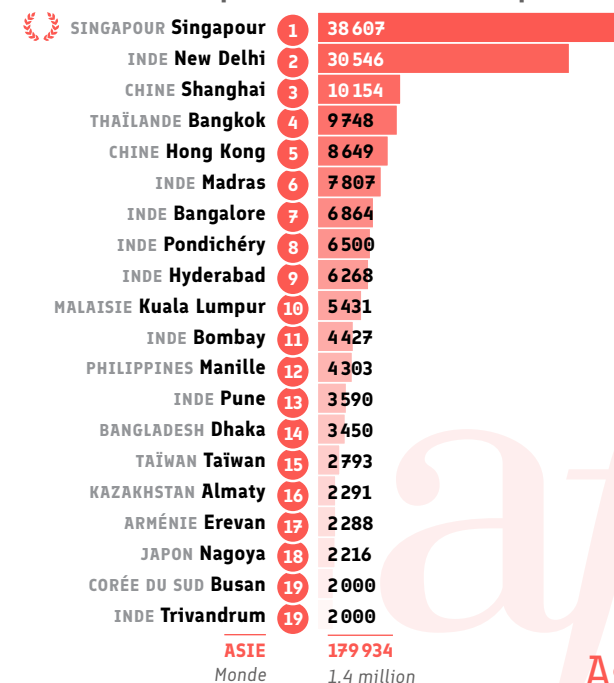 SINGAPOUR Singapour 1 38 607
INDE New Delhi 2 30 546
CHINE Shanghai 3 10 154
THAÏLANDE Bangkok 4 9 748
CHINE Hong Kong 5 8 649
INDE Madras 6 7 807
INDE Bangalore 7 6 864
INDE Pondichéry 8 6 500
INDE Hyderabad 9 6 268
MALAISIE Kuala Lumpur 10 5 431
INDE Bombay 11 4 427
PHILIPPINES Manille 12 4 303
INDE Pune 13 3 590
BANGLADESH Dhaka 14 3 450
TAÏWAN Taïwan 15 2 793
KAZAKHSTAN Almaty 16 2 291
ARMÉNIE Erevan 17 2 288
JAPON Nagoya 18 2 216
CORÉE DU SUD Busan 19 2 000
INDE Trivandrum 19 2 000
ASIE 179 934
Monde 1,4 million